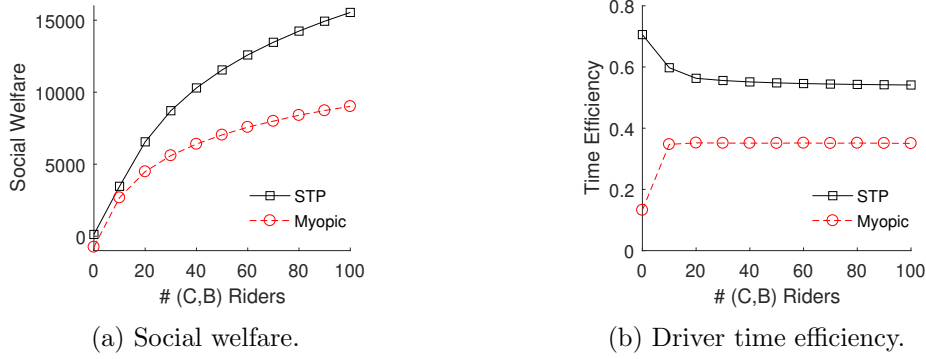 15000
10000
5000
0
Social Welfare
STP
Myopic
0 20 40 60 80 100
# (C,B) Riders
(a) Social welfare.
0.8
0.6
0.4
0.2
0
Time Efficiency
STP
Myopic
0 20 40 60 80 100
# (C,B) Riders
(b) Driver time efficiency.